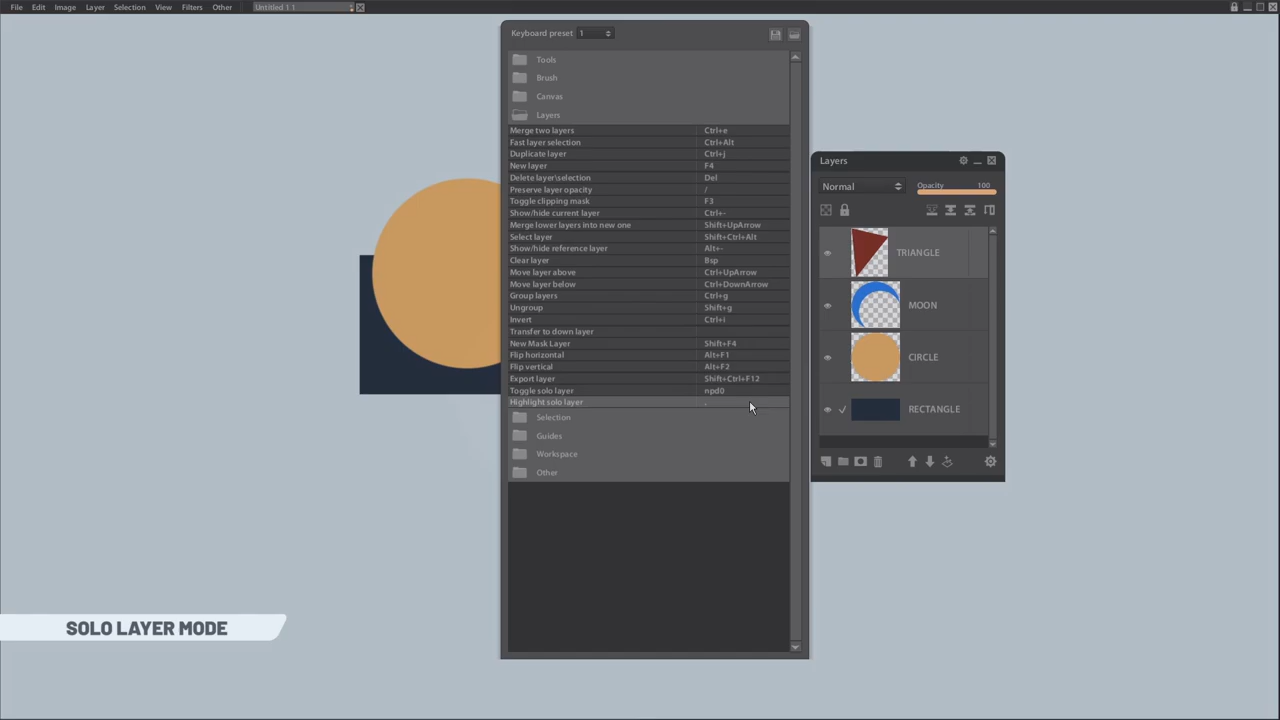 File Edit Image Layer Selection View Filters Other Untitled 1 1
Keyboard preset 1
Tools
Brush
Canvas
Layers
Merge two layers Ctrl+e
Fast layer selection Ctrl+Alt
Duplicate layer Ctrl+j
New layer F4
Delete layer\selection Del
Preserve layer opacity /
Toggle clipping mask F3
Show/hide current layer Ctrl+-
Merge lower layers into new one Shift+UpArrow
Select layer Shift+Ctrl+Alt
Show/hide reference layer Alt+-
Clear layer Bsp
Move layer above Ctrl+UpArrow
Move layer below Ctrl+DownArrow
Group layers Ctrl+g
Ungroup Shift+g
Invert Ctrl+i
Transfer to down layer
New Mask Layer Shift+F4
Flip horizontal Alt+F1
Flip vertical Alt+F2
Export layer Shift+Ctrl+F12
Toggle solo layer npd0
Highlight solo layer .
Selection
Guides
Workspace
Other
Layers
Normal Opacity 100
TRIANGLE
MOON
CIRCLE
RECTANGLE
SOLO LAYER MODE